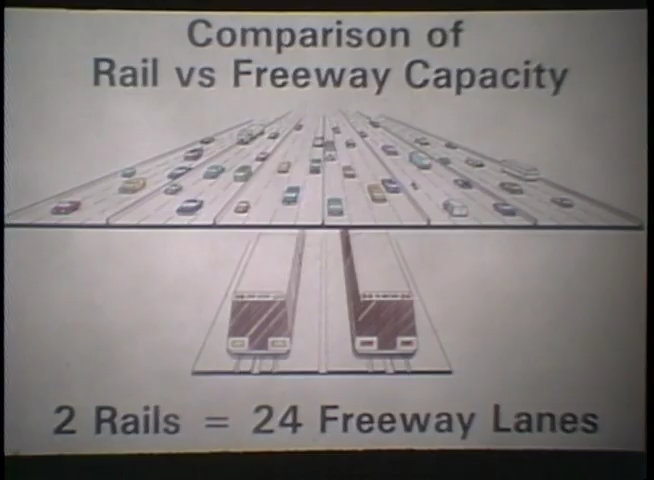 Comparison of
Rail vs Freeway Capacity
2 Rails = 24 Freeway Lanes